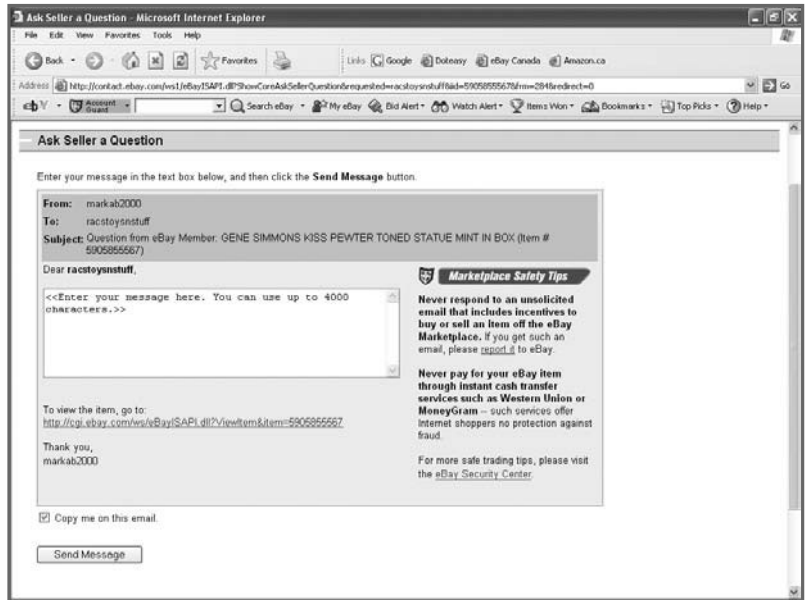 Ask Seller a Question - Microsoft Internet Explorer
File Edit View Favorites Tools Help
Back Favorites Links Google Doteasy eBay Canada Amazon.ca
Address http://contact.ebay.com/ws1/eBayISAPI.dll?ShowCoreAskSellerQuestion&requested=racstoysnstuff&iid=5905855567&frm=284&redirect=0 Go
ebY Account Guard Search eBay My eBay Bid Alert Watch Alert Items Won Bookmarks Top Picks Help
Ask Seller a Question
Enter your message in the text box below, and then click the Send Message button.
From: markab2000
To: racstoysnstuff
Subject: Question from eBay Member: GENE SIMMONS KISS PEWTER TONED STATUE MINT IN BOX (Item #
5905855567)
Dear racstoysnstuff,
<<Enter your message here. You can use up to 4000
characters.>>
To view the item, go to:
http://cgi.ebay.com/ws/eBayISAPI.dll?ViewItem&item=5905855567
Thank you,
markab2000
Marketplace Safety Tips
Never respond to an unsolicited
email that includes incentives to
buy or sell an item off the eBay
Marketplace. If you get such an
email, please report it to eBay.
Never pay for your eBay item
through instant cash transfer
services such as Western Union or
MoneyGram – such services offer
Internet shoppers no protection against
fraud.
For more safe trading tips, please visit
the eBay Security Center.
Copy me on this email.
Send Message